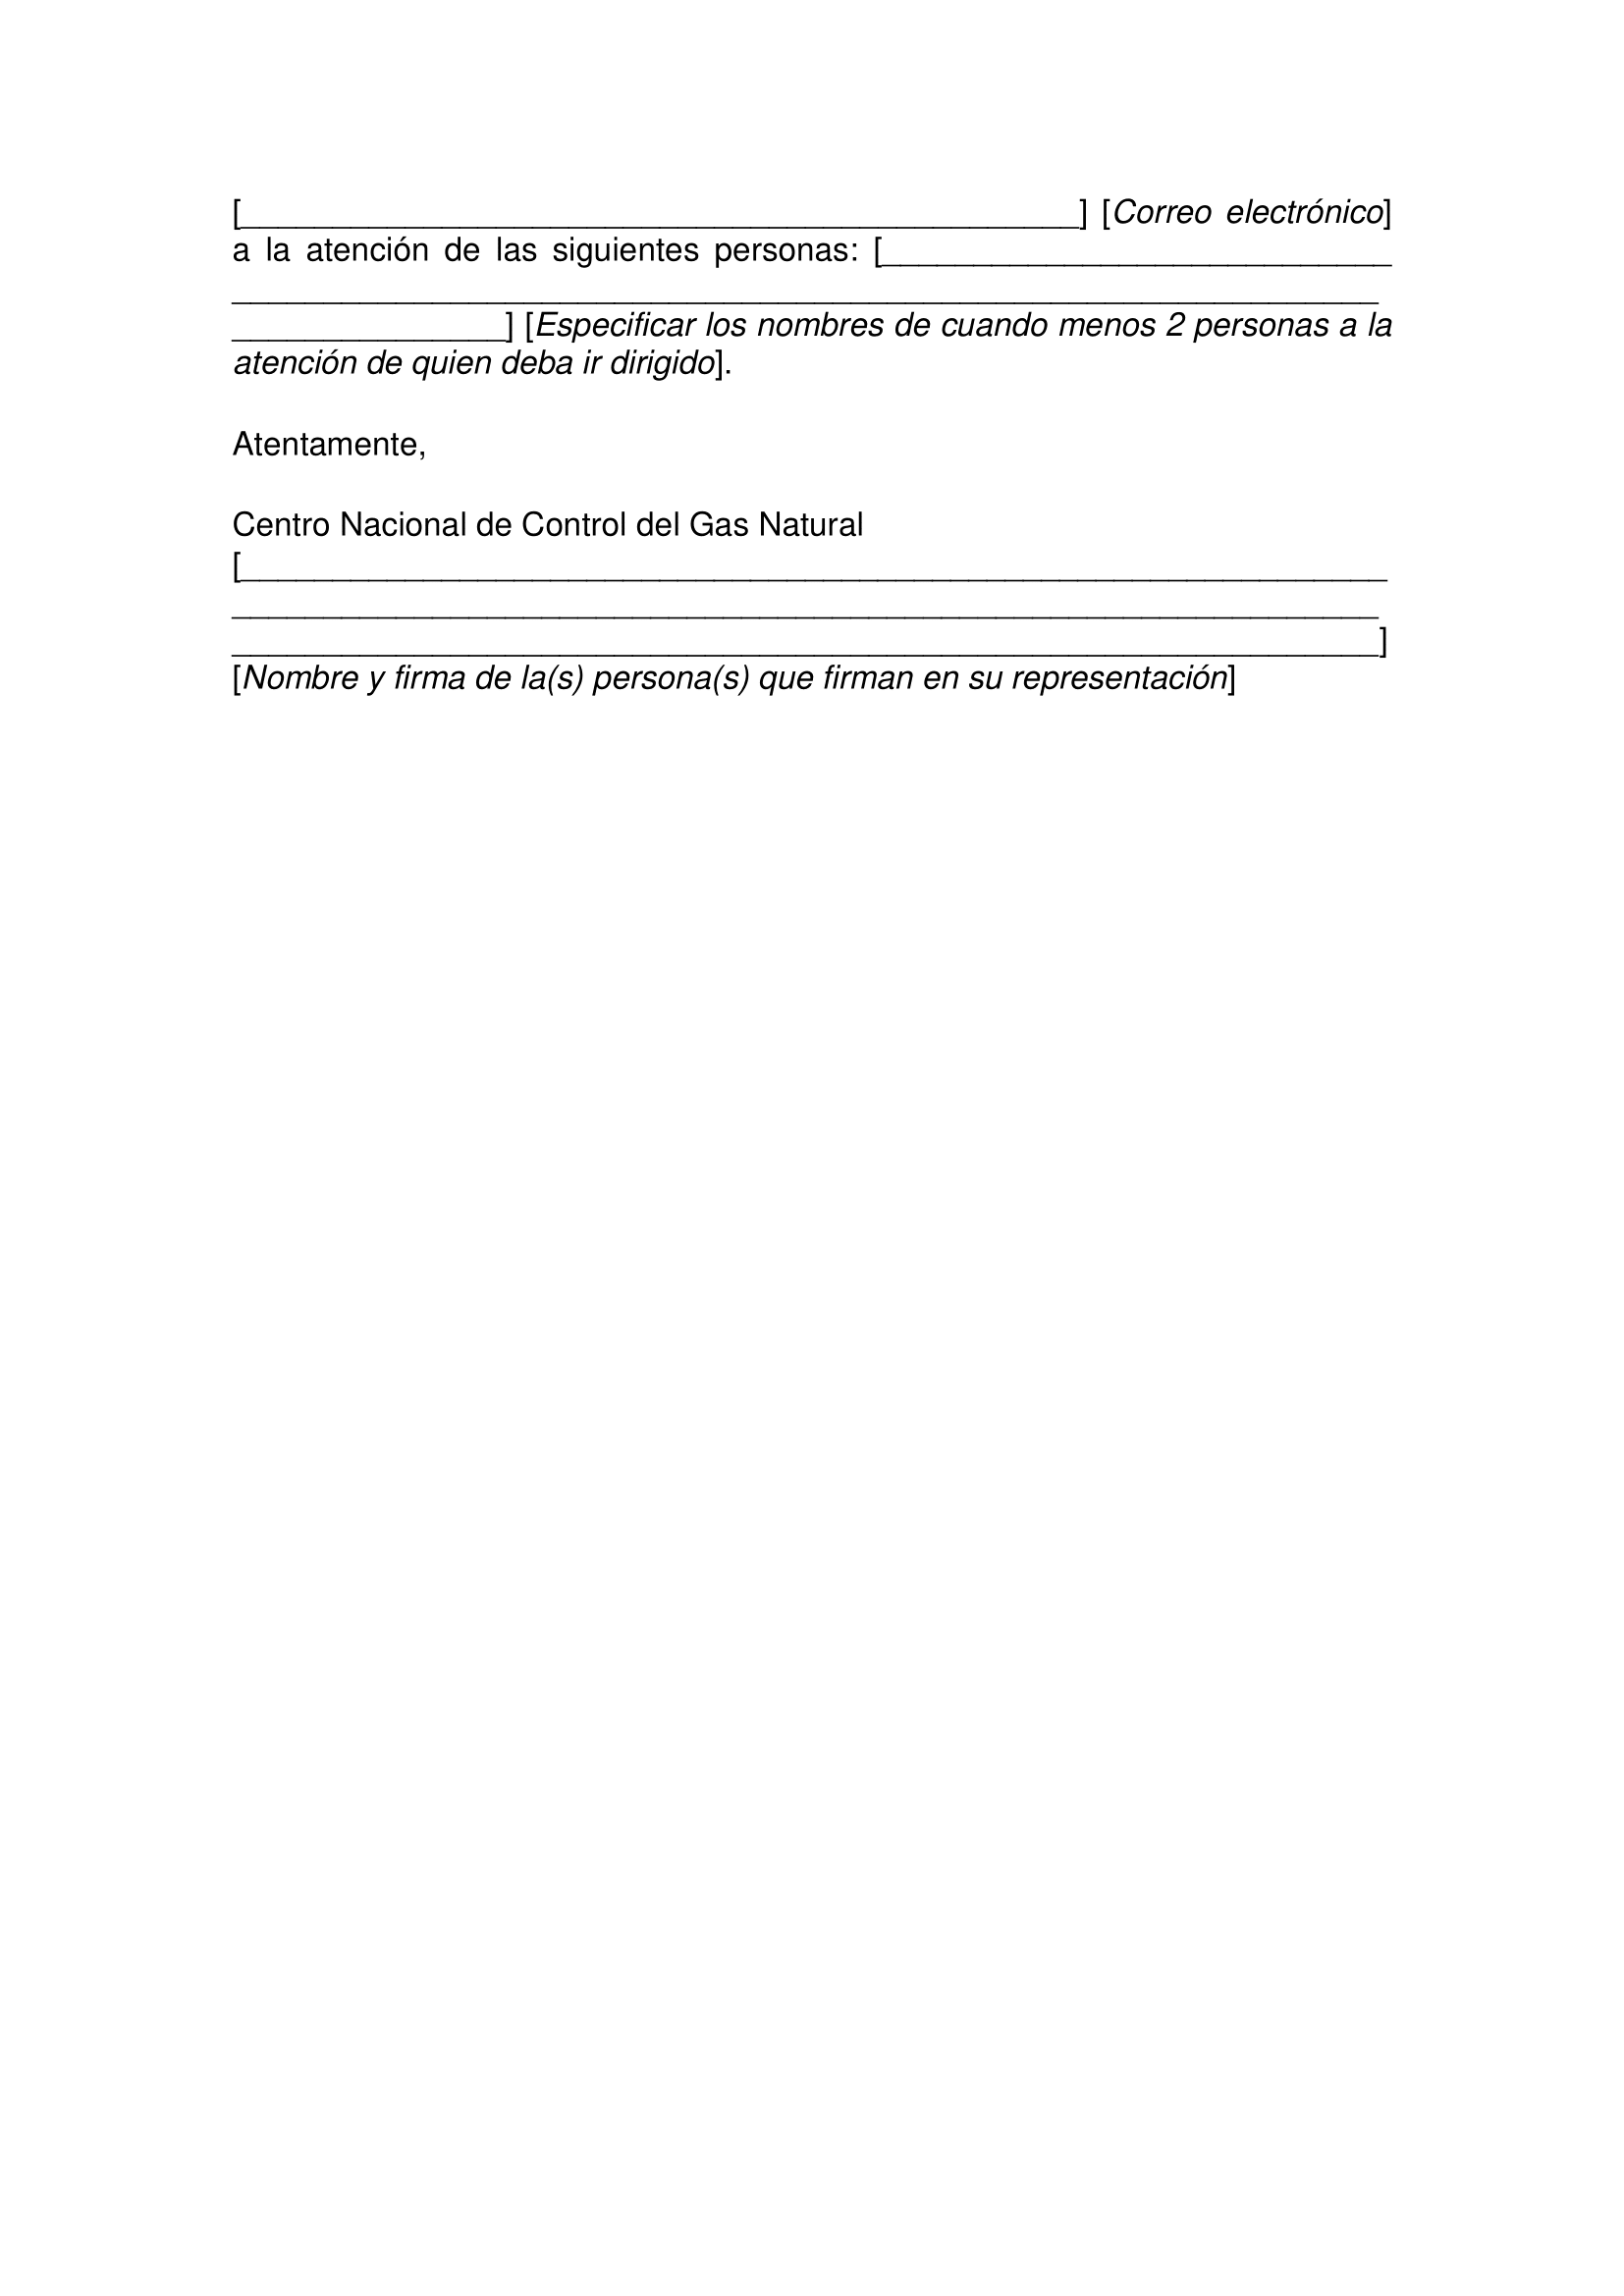 [______________________________________________] [Correo electrónico]
a la atención de las siguientes personas: [____________________________
_______________________________________________________________
_______________] [Especificar los nombres de cuando menos 2 personas a la
atención de quien deba ir dirigido].
Atentamente,
Centro Nacional de Control del Gas Natural
[_______________________________________________________________
_______________________________________________________________
_______________________________________________________________]
[Nombre y firma de la(s) persona(s) que firman en su representación]